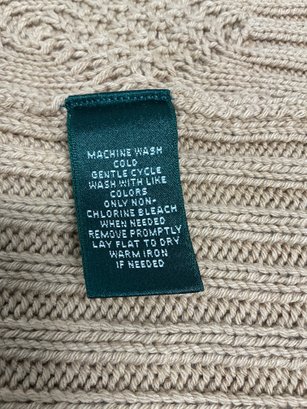 MACHINE WASH
COLD
GENTLE CYCLE
WASH WITH LIKE
COLORS
ONLY NON-
CHLORINE BLEACH
WHEN NEEDED
REMOVE PROMPTLY
LAY FLAT TO DRY
WARM IRON
IF NEEDED